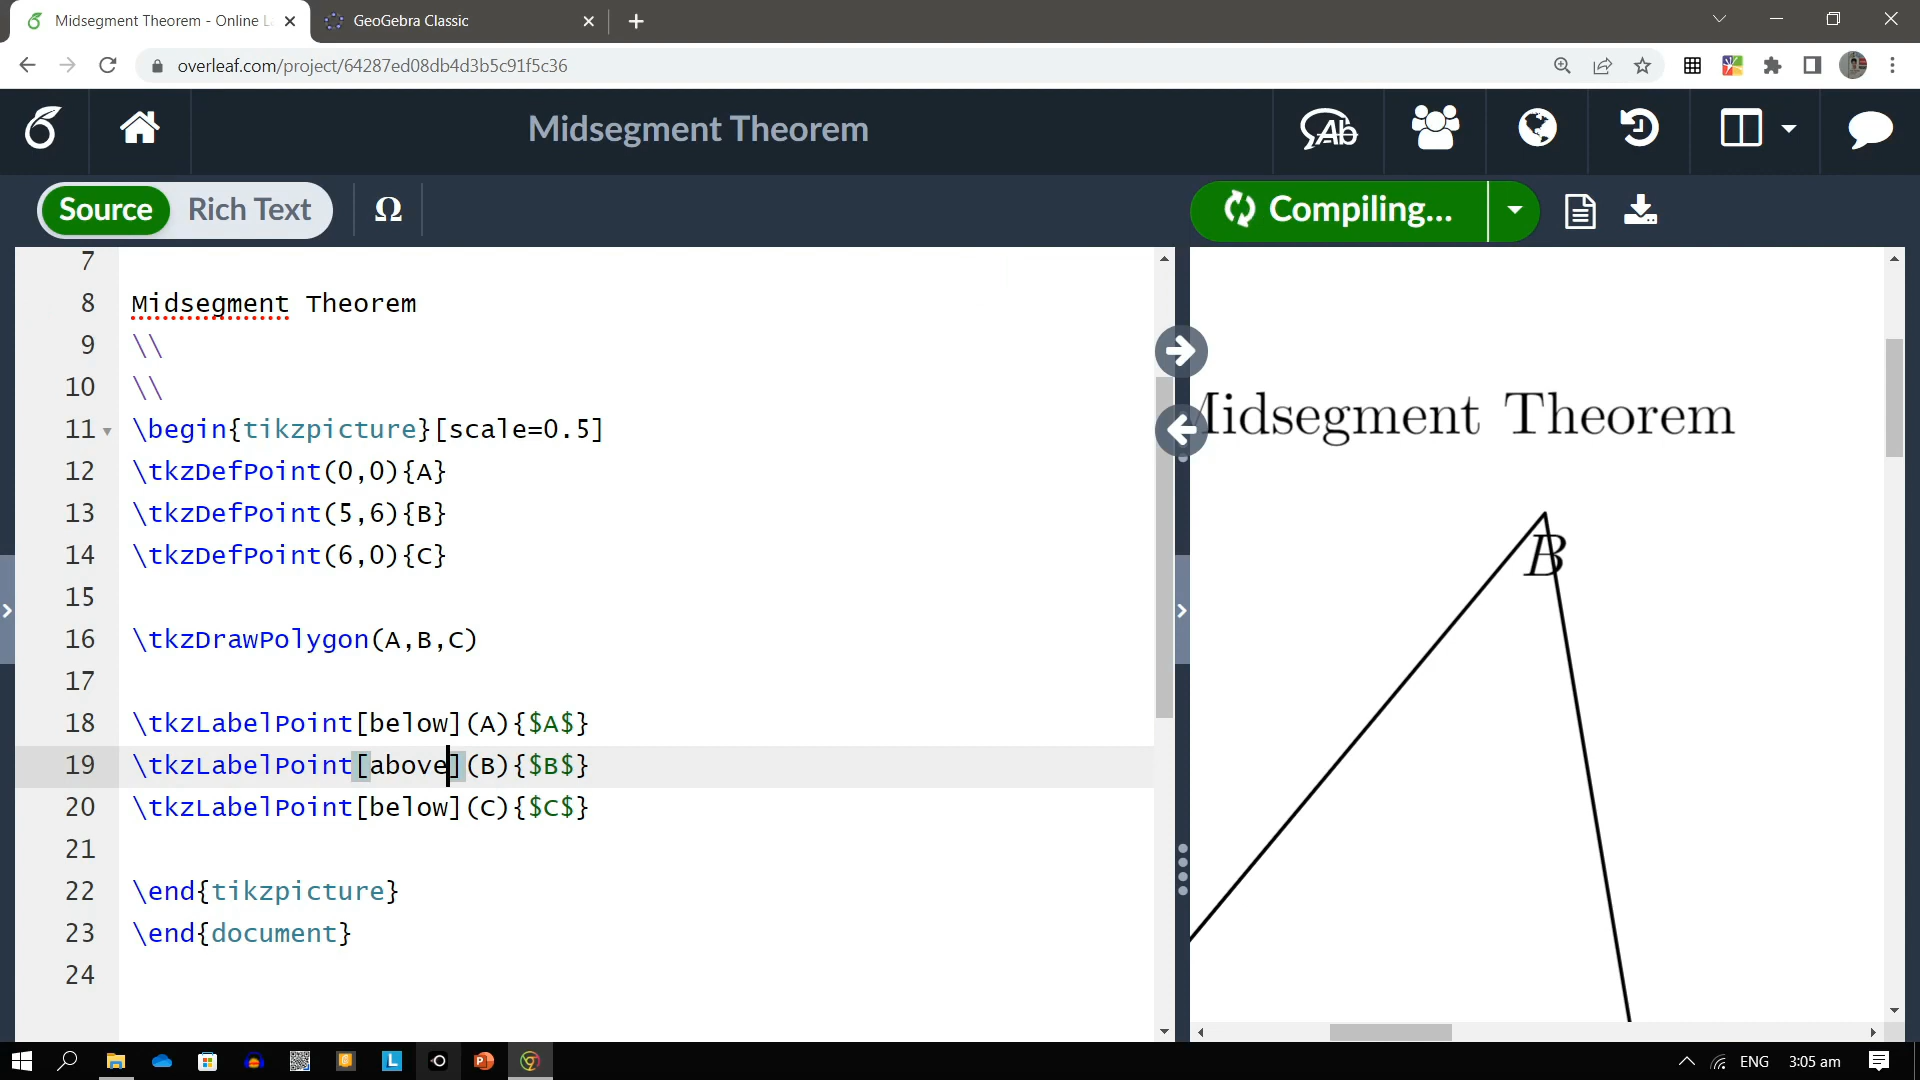 Midsegment Theorem - Online La
GeoGebra Classic
overleaf.com/project/64287ed08db4d3b5c91f5c36
Midsegment Theorem
Ab
Source
Rich Text
Ω
Compiling...
7
8 Midsegment Theorem
9 \\
10 \\
11 \begin{tikzpicture}[scale=0.5]
12 \tkzDefPoint(0,0){A}
13 \tkzDefPoint(5,6){B}
14 \tkzDefPoint(6,0){C}
15
16 \tkzDrawPolygon(A,B,C)
17
18 \tkzLabelPoint[below](A){$A$}
19 \tkzLabelPoint[above](B){$B$}
20 \tkzLabelPoint[below](C){$C$}
21
22 \end{tikzpicture}
23 \end{document}
24
Midsegment Theorem
B
L
P
ENG
3:05 am